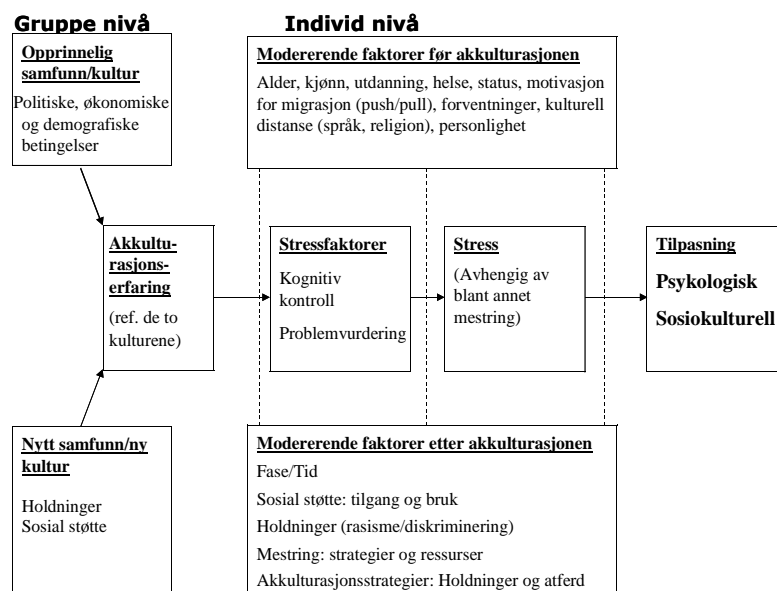 Gruppe nivå
Individ nivå
Opprinnelig
samfunn/kultur
Politiske, økonomiske
og demografiske
betingelser
Modererende faktorer før akkulturasjonen
Alder, kjønn, utdanning, helse, status, motivasjon
for migrasjon (push/pull), forventninger, kulturell
distanse (språk, religion), personlighet
Akkultu-
rasjons-
erfaring
(ref. de to
kulturene)
Stressfaktorer
Kognitiv
kontroll
Problemvurdering
Stress
(Avhengig av
blant annet
mestring)
Tilpasning
Psykologisk
Sosiokulturell
Nytt samfunn/ny
kultur
Holdninger
Sosial støtte
Modererende faktorer etter akkulturasjonen
Fase/Tid
Sosial støtte: tilgang og bruk
Holdninger (rasisme/diskriminering)
Mestring: strategier og ressurser
Akkulturasjonsstrategier: Holdninger og atferd